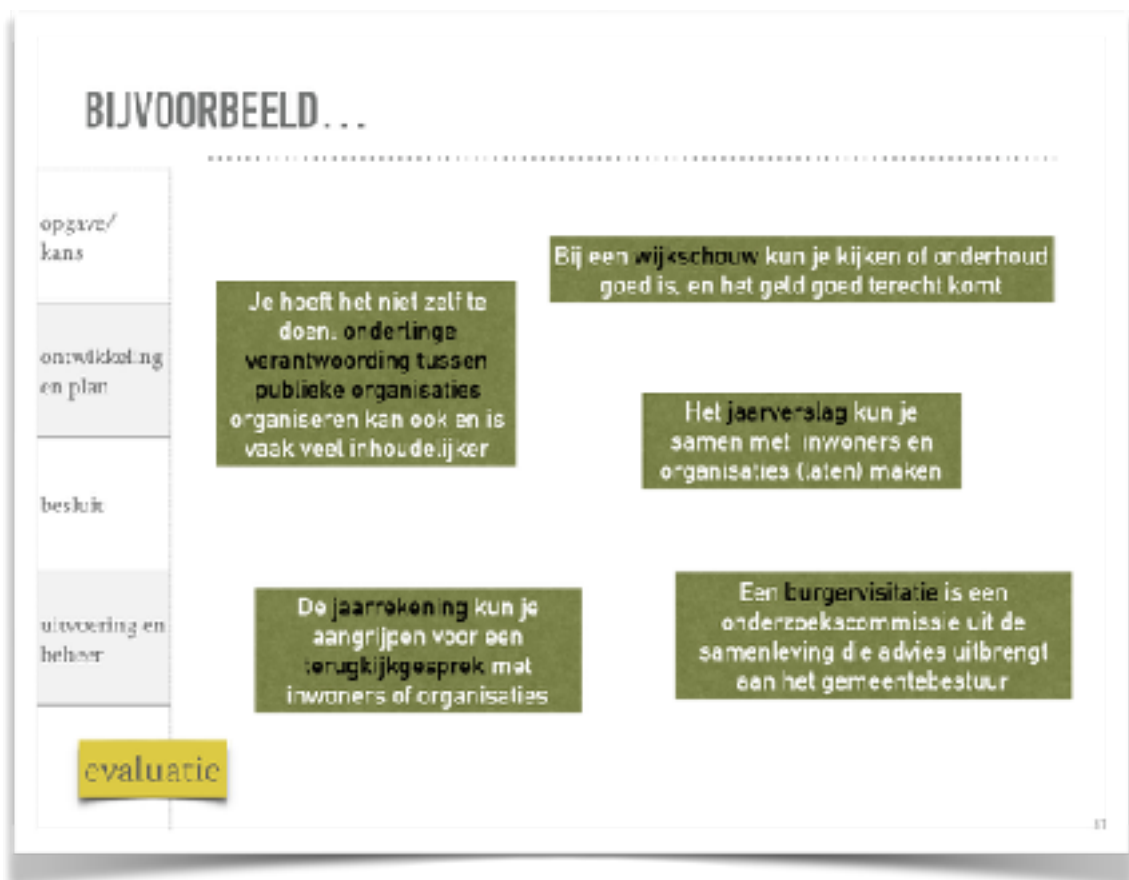 BIJVOORBEELD...
opgave/
kans
ontwikkeling
en plan
besluit
uitvoering en
beheer
evaluatie
Je hoeft het niet zelf te
doen, onderlinge
verantwoording tussen
publieke organisaties
organiseren kan ook en is
vaak veel inhoudelijker
Bij een wijkschouw kun je kijken of onderhoud
goed is, en het geld goed terecht komt
Het jaarverslag kun je
samen met inwoners en
organisaties (laten) maken
De jaarrekening kun je
aangrijpen voor een
terugkijkgesprek met
inwoners of organisaties
Een burgervisitatie is een
onderzoekscommissie uit de
samenleving die advies uitbrengt
aan het gemeentebestuur